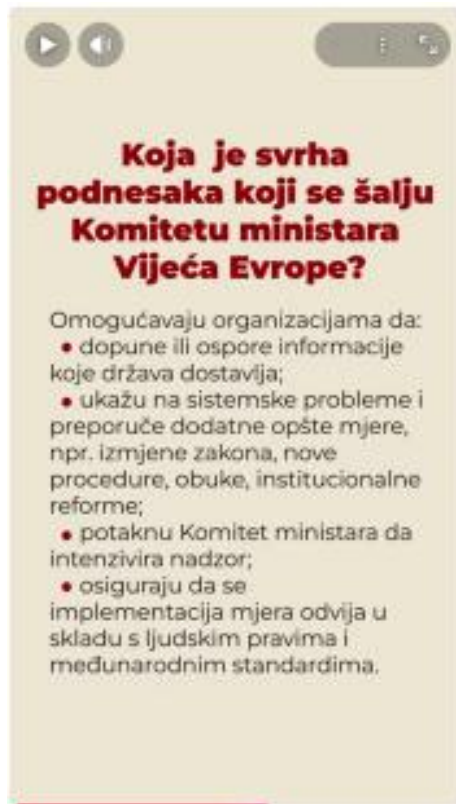 Koja je svrha
podnesaka koji se šalju
Komitetu ministara
Vijeća Evrope?
Omogućavaju organizacijama da:
• dopune ili ospore informacije
koje država dostavlja;
• ukažu na sistemske probleme i
preporuče dodatne opšte mjere,
npr. izmjene zakona, nove
procedure, obuke, institucionalne
reforme;
• potaknu Komitet ministara da
intenzivira nadzor;
• osiguraju da se
implementacija mjera odvija u
skladu s ljudskim pravima i
međunarodnim standardima.